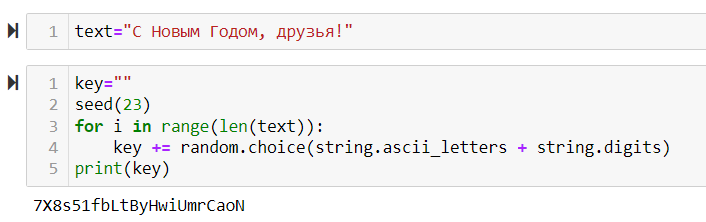 1 text="С Новым Годом, друзья!"
1 key=""
2 seed(23)
3 for i in range(len(text)):
4     key += random.choice(string.ascii_letters + string.digits)
5 print(key)
7X8s51fbLtByHwiUmrCaoN